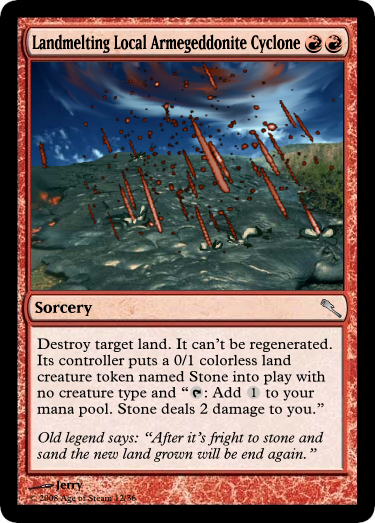 Landmelting Local Armegeddonite Cyclone
Sorcery
Destroy target land. It can't be regenerated.
Its controller puts a 0/1 colorless land
creature token named Stone into play with
no creature type and “: Add 1 to your
mana pool. Stone deals 2 damage to you.”
Old legend says: “After it's fright to stone and
sand the new land grown will be end again.”
Jerry
© 2008 Age of Steam 12/36